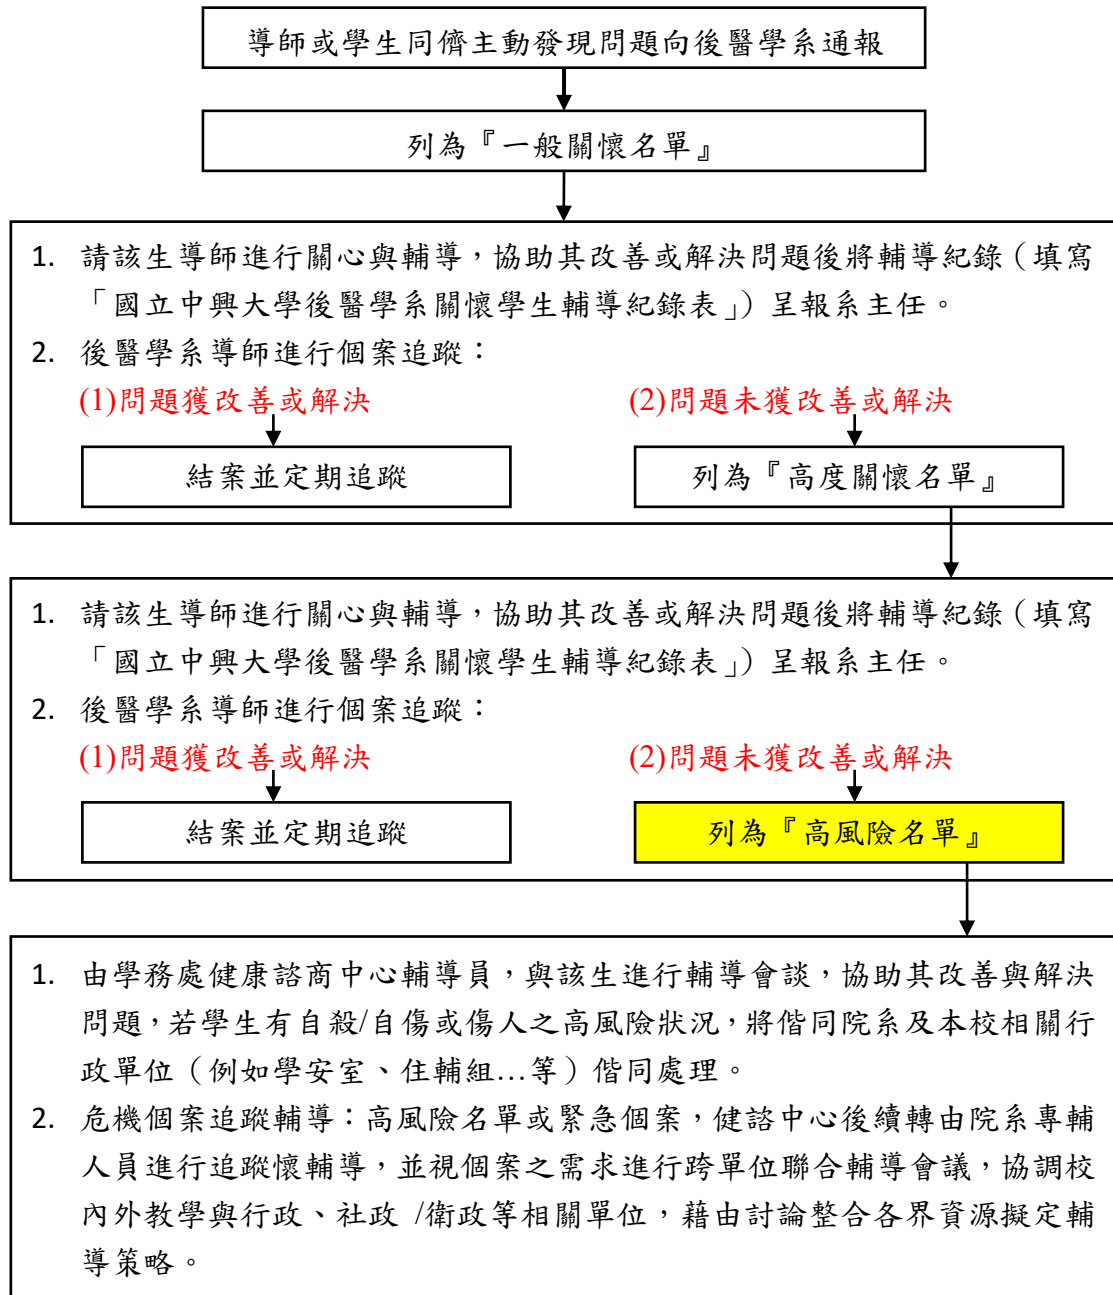 導師或學生同儕主動發現問題向後醫學系通報
列為『一般關懷名單』
1. 請該生導師進行關心與輔導，協助其改善或解決問題後將輔導紀錄（填寫
「國立中興大學後醫學系關懷學生輔導紀錄表」）呈報系主任。
2. 後醫學系導師進行個案追蹤：
(1)問題獲改善或解決 (2)問題未獲改善或解決
結案並定期追蹤 列為『高度關懷名單』
1. 請該生導師進行關心與輔導，協助其改善或解決問題後將輔導紀錄（填寫
「國立中興大學後醫學系關懷學生輔導紀錄表」）呈報系主任。
2. 後醫學系導師進行個案追蹤：
(1)問題獲改善或解決 (2)問題未獲改善或解決
結案並定期追蹤 列為『高風險名單』
1. 由學務處健康諮商中心輔導員，與該生進行輔導會談，協助其改善與解決
問題，若學生有自殺/自傷或傷人之高風險狀況，將偕同院系及本校相關行
政單位（例如學安室、住輔組…等）偕同處理。
2. 危機個案追蹤輔導：高風險名單或緊急個案，健諮中心後續轉由院系專輔
人員進行追蹤懷輔導，並視個案之需求進行跨單位聯合輔導會議，協調校
內外教學與行政、社政 /衛政等相關單位，藉由討論整合各界資源擬定輔
導策略。